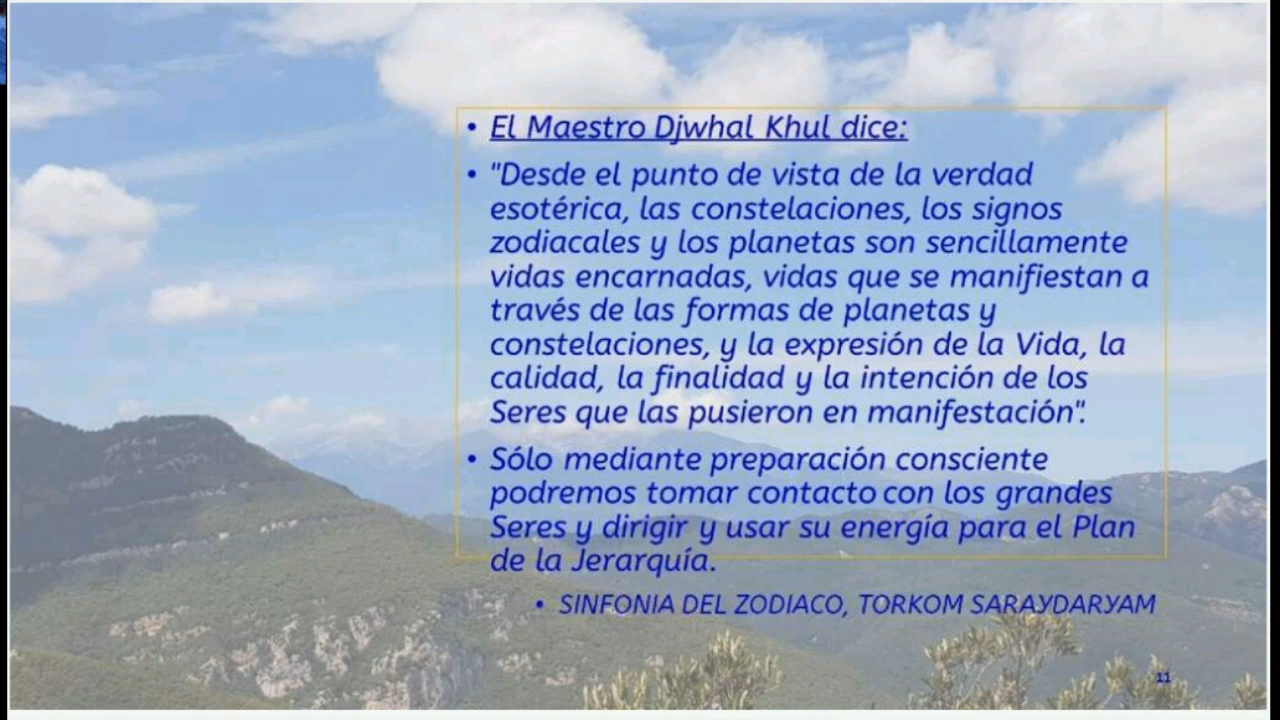 • El Maestro Djwhal Khul dice:
• "Desde el punto de vista de la verdad
esotérica, las constelaciones, los signos
zodiacales y los planetas son sencillamente
vidas encarnadas, vidas que se manifiestan a
través de las formas de planetas y
constelaciones, y la expresión de la Vida, la
calidad, la finalidad y la intención de los
Seres que las pusieron en manifestación".
• Sólo mediante preparación consciente
podremos tomar contacto con los grandes
Seres y dirigir y usar su energía para el Plan
de la Jerarquía.
• SINFONIA DEL ZODIACO, TORKOM SARAYDARYAM
11